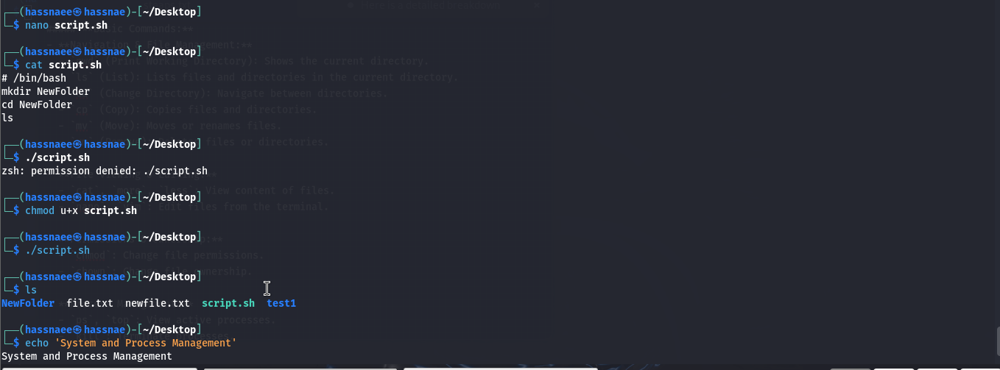 ┌──(hassnaee㉿hassnae)-[~/Desktop]
└─$ nano script.sh
┌──(hassnaee㉿hassnae)-[~/Desktop]
└─$ cat script.sh
# /bin/bash
mkdir NewFolder
cd NewFolder
ls
┌──(hassnaee㉿hassnae)-[~/Desktop]
└─$ ./script.sh
zsh: permission denied: ./script.sh
┌──(hassnaee㉿hassnae)-[~/Desktop]
└─$ chmod u+x script.sh
┌──(hassnaee㉿hassnae)-[~/Desktop]
└─$ ./script.sh
┌──(hassnaee㉿hassnae)-[~/Desktop]
└─$ ls
NewFolder file.txt newfile.txt script.sh test1
┌──(hassnaee㉿hassnae)-[~/Desktop]
└─$ echo 'System and Process Management'
System and Process Management